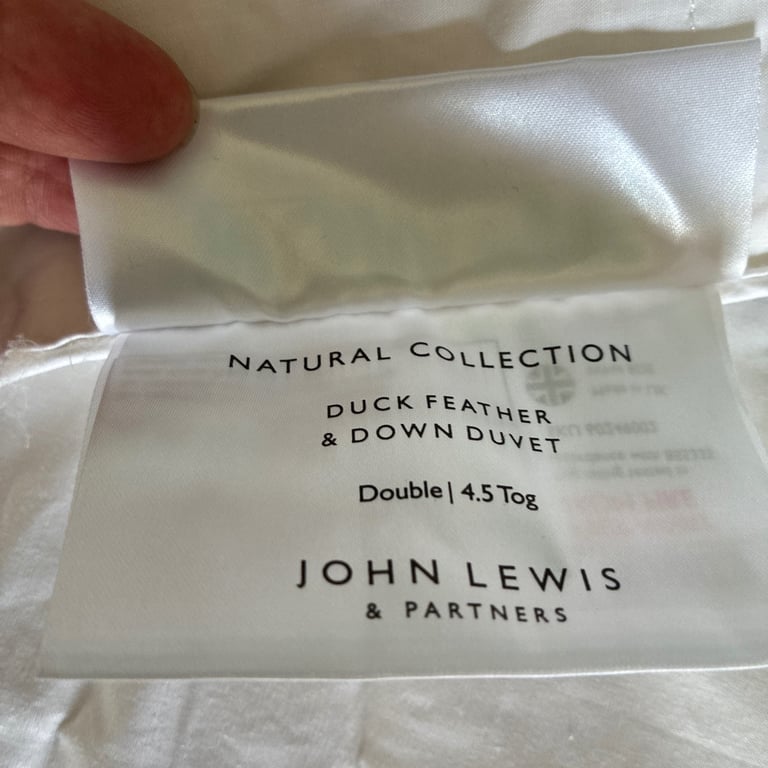 NATURAL COLLECTION
DUCK FEATHER
& DOWN DUVET
Double | 4.5 Tog
JOHN LEWIS
& PARTNERS